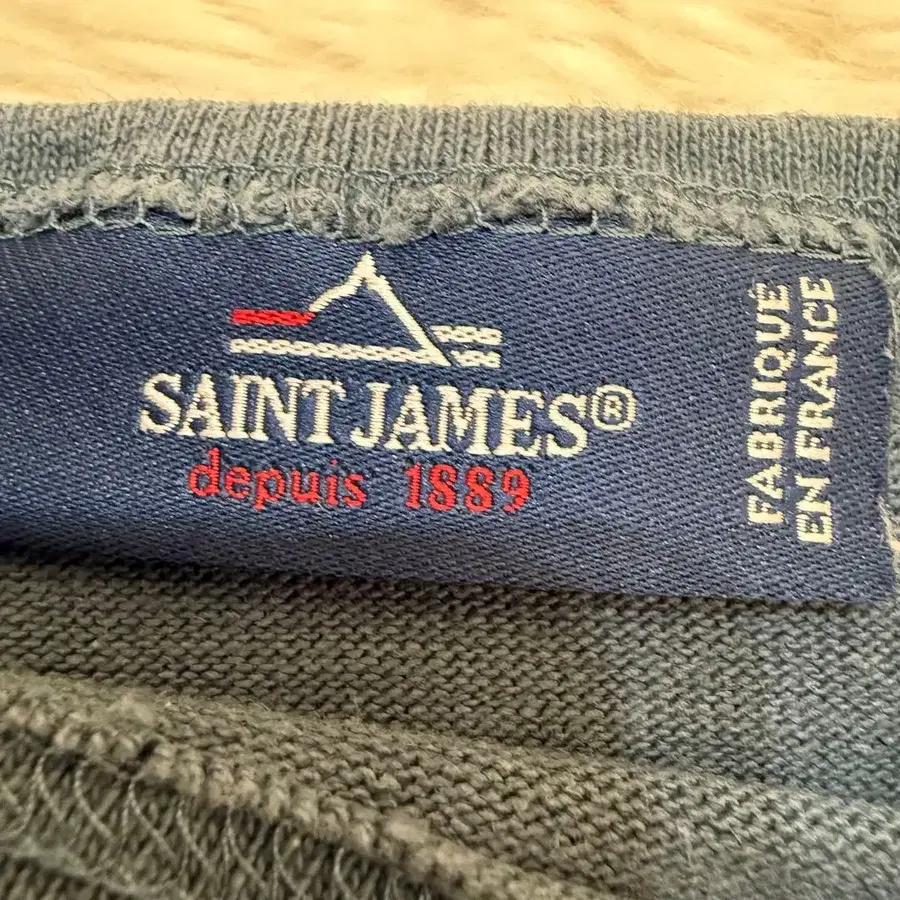 SAINT JAMES®
depuis 1889
FABRIQUÉ
EN FRANCE